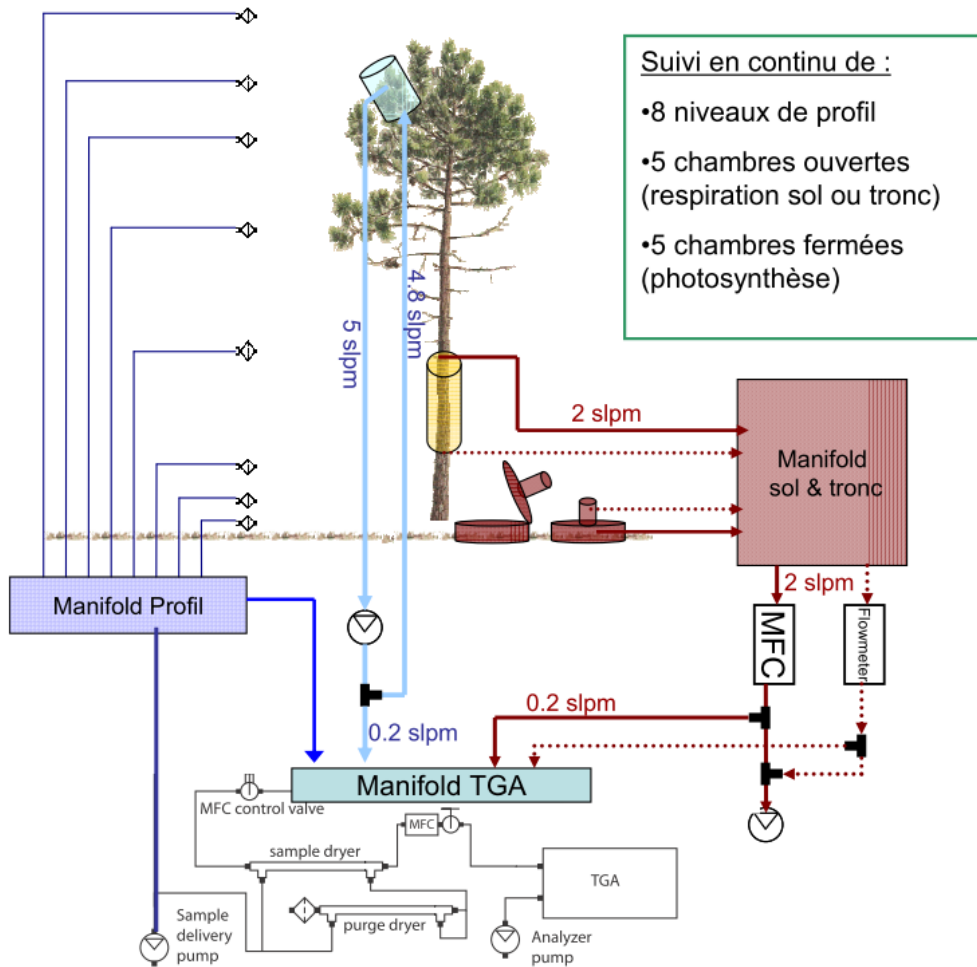 Suivi en continu de :
•8 niveaux de profil
•5 chambres ouvertes
(respiration sol ou tronc)
•5 chambres fermées
(photosynthèse)
5 slpm
4.8 slpm
2 slpm
Manifold
sol & tronc
Manifold Profil
2 slpm
MFC
Flowmeter
0.2 slpm
0.2 slpm
Manifold TGA
MFC control valve
MFC
sample dryer
TGA
purge dryer
Sample
delivery
pump
Analyzer
pump